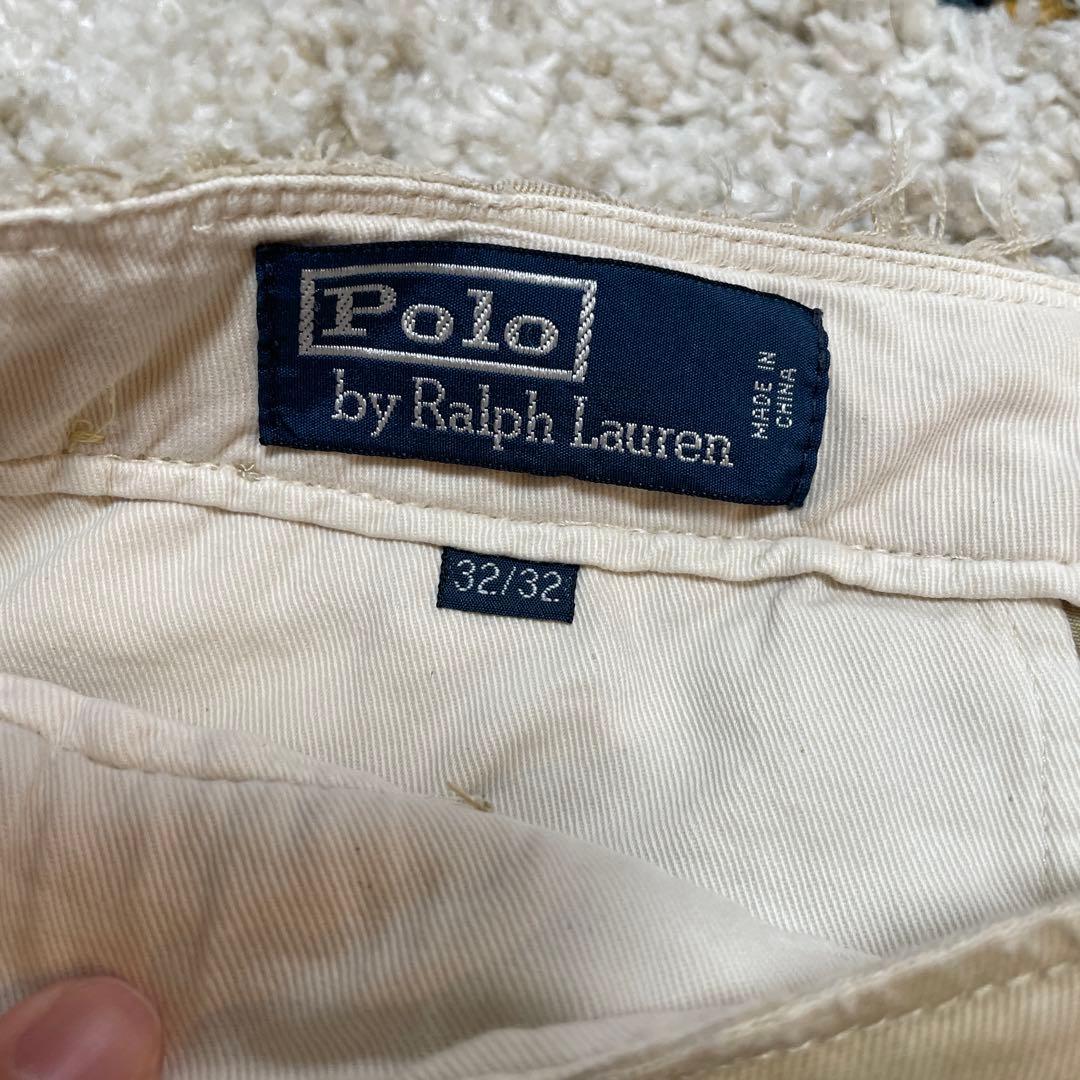 Polo
by Ralph Lauren
MADE IN
CHINA
32/32